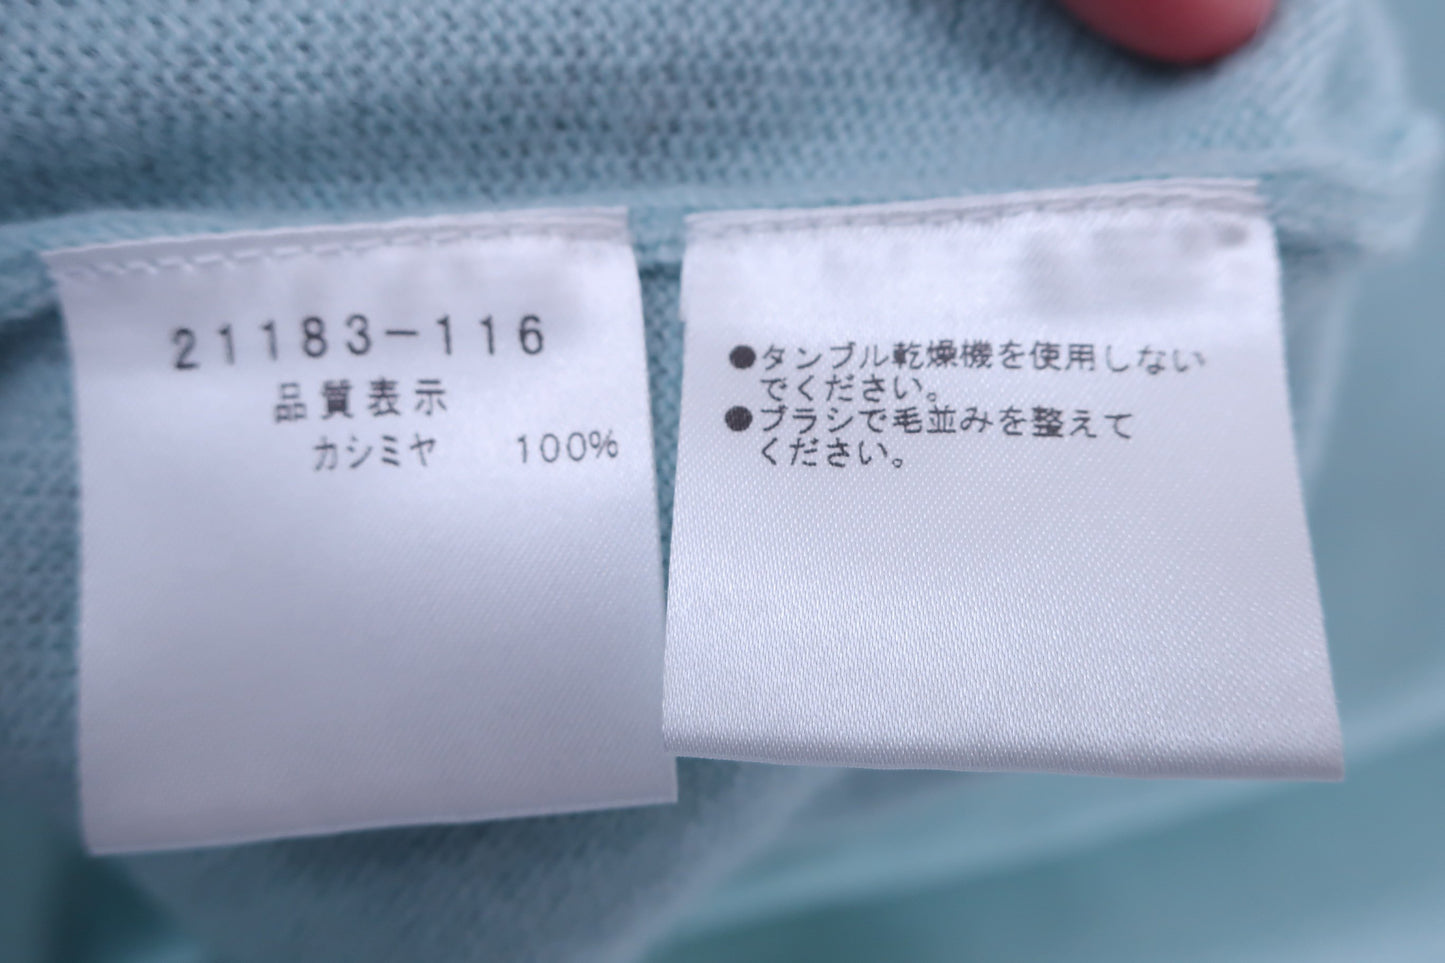 21183-116
品質表示
カシミヤ 100%
●タンブル乾燥機を使用しない
でください。
●ブラシで毛並みを整えて
ください。